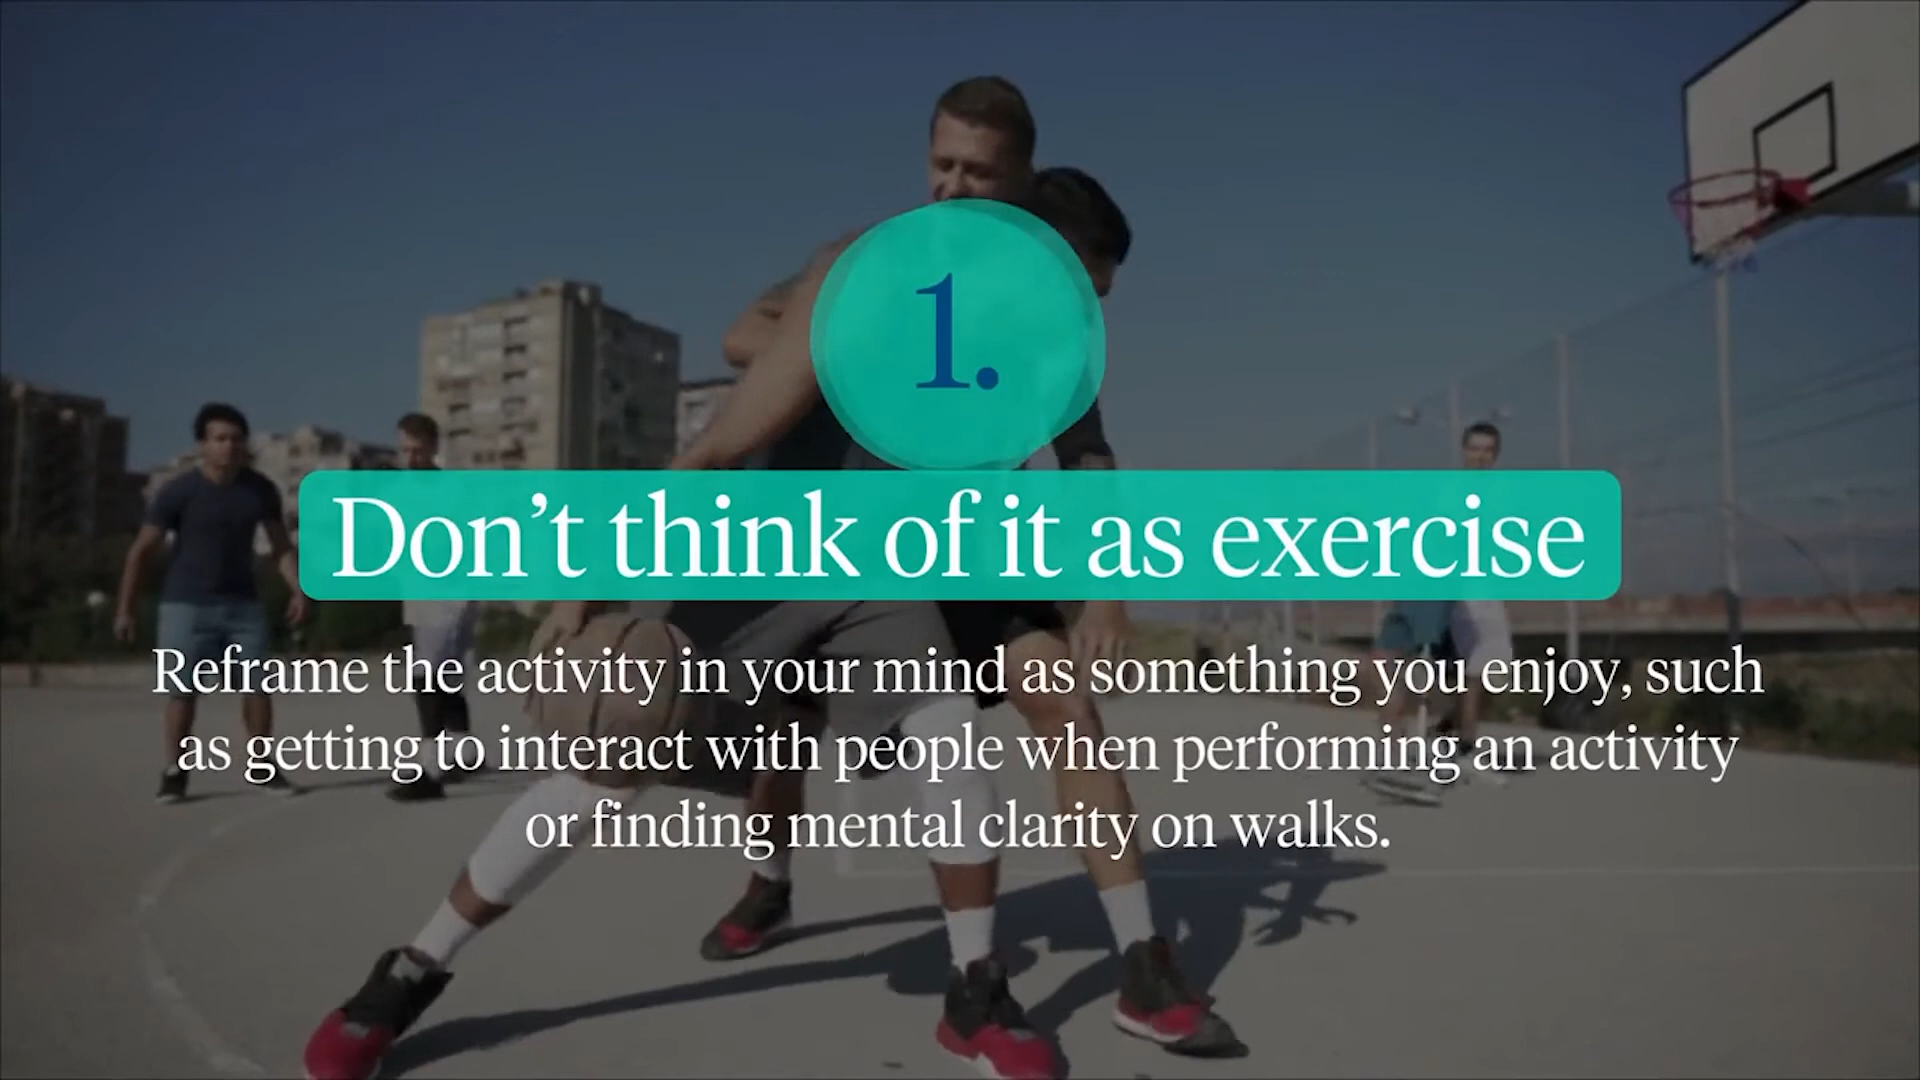 1.
Don’t think of it as exercise
Reframe the activity in your mind as something you enjoy, such
as getting to interact with people when performing an activity
or finding mental clarity on walks.